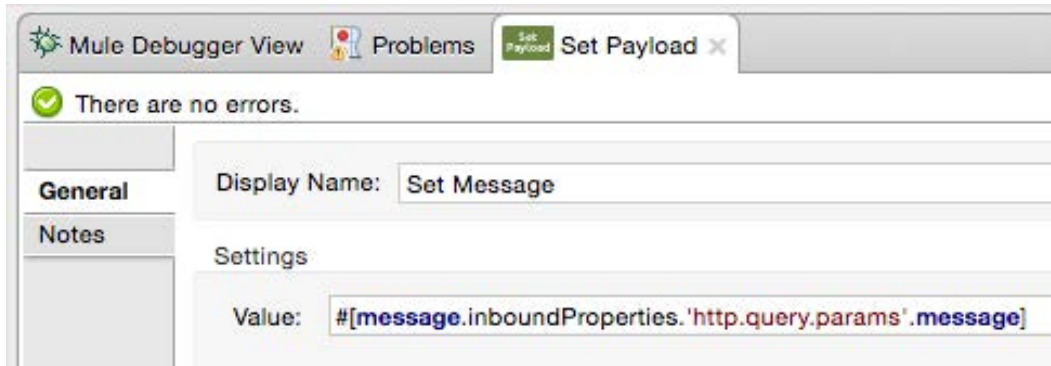 Mule Debugger View Problems Set Payload Set Payload
There are no errors.
General
Display Name: Set Message
Notes
Settings
Value: #[message.inboundProperties.'http.query.params'.message]